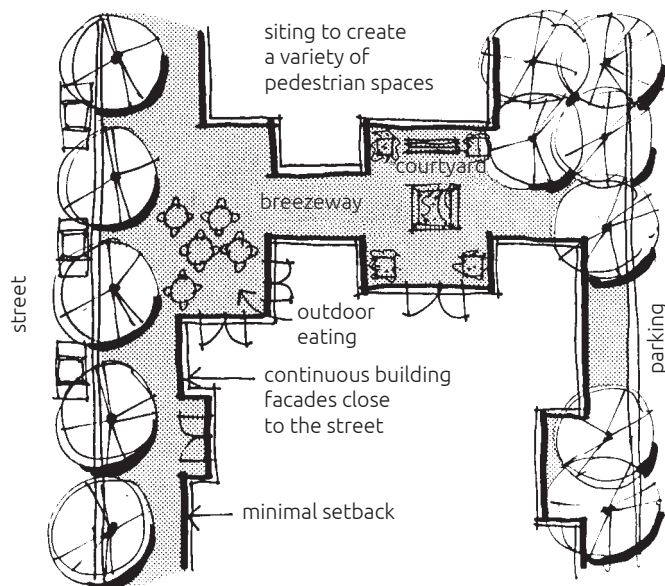 siting to create
a variety of
pedestrian spaces
courtyard
breezeway
street
outdoor
eating
parking
continuous building
facades close
to the street
minimal setback